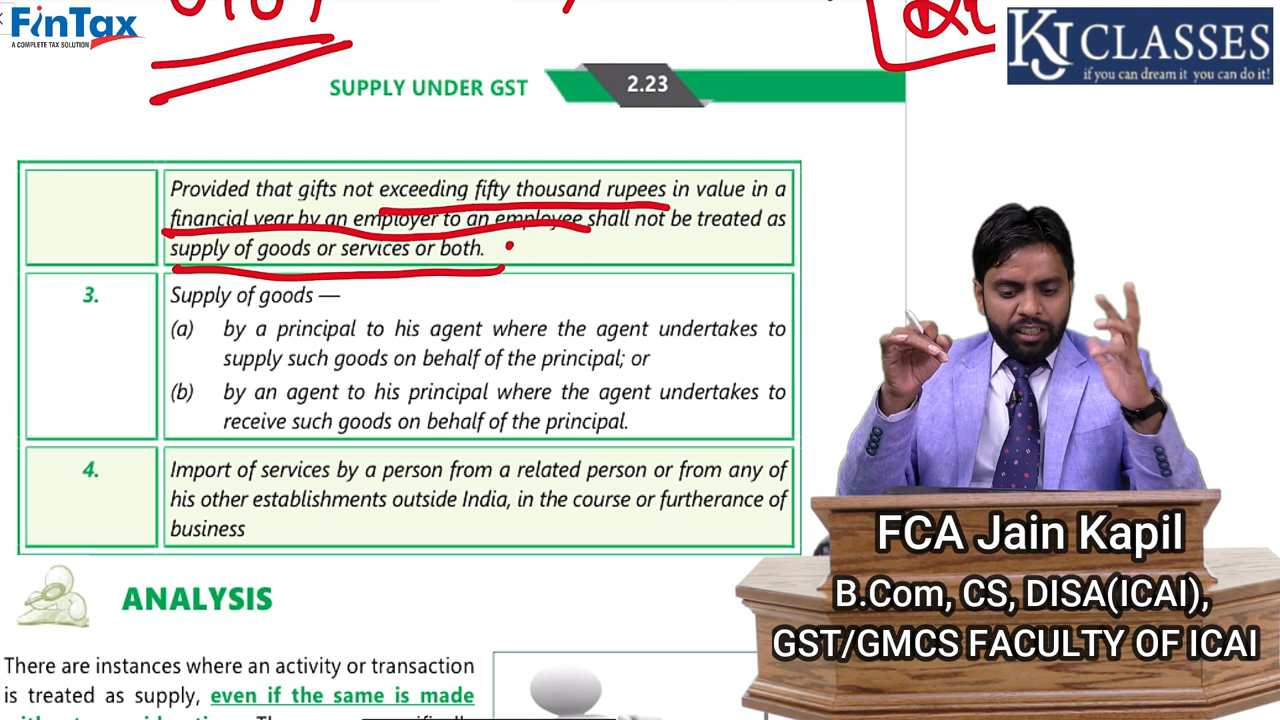 FinTax
A COMPLETE TAX SOLUTION
KJ CLASSES
if you can dream it you can do it!
SUPPLY UNDER GST
2.23
Provided that gifts not exceeding fifty thousand rupees in value in a
financial year by an employer to an employee shall not be treated as
supply of goods or services or both.
3.
Supply of goods —
(a) by a principal to his agent where the agent undertakes to
supply such goods on behalf of the principal; or
(b) by an agent to his principal where the agent undertakes to
receive such goods on behalf of the principal.
4.
Import of services by a person from a related person or from any of
his other establishments outside India, in the course or furtherance of
business
ANALYSIS
There are instances where an activity or transaction
is treated as supply, even if the same is made
FCA Jain Kapil
B.Com, CS, DISA(ICAI),
GST/GMCS FACULTY OF ICAI